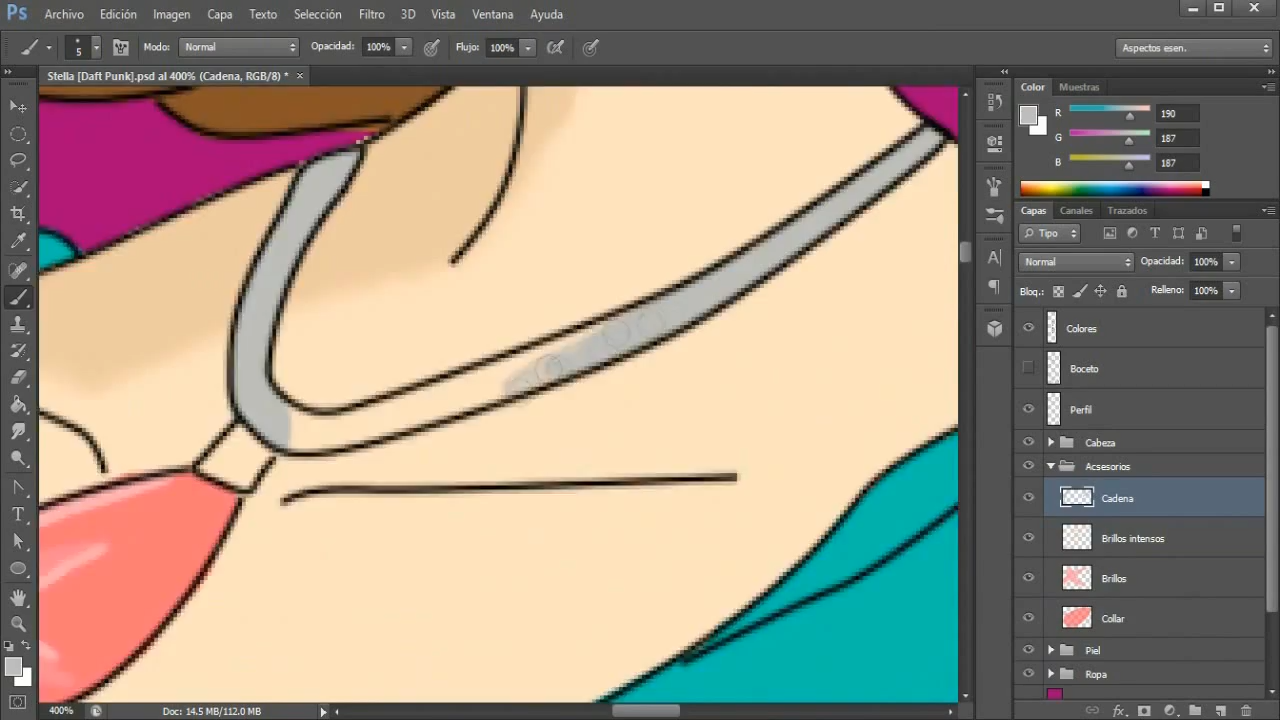 Ps Archivo Edición Imagen Capa Texto Selección Filtro 3D Vista Ventana Ayuda
5 Modo: Normal Opacidad: 100% Flujo: 100% Aspectos esen.
Stella [Daft Punk].psd al 400% (Cadena, RGB/8) * ×
Color Muestras
R 190
G 187
B 187
Capas Canales Trazados
Tipo
Normal Opacidad: 100%
Bloq.: Relleno: 100%
Colores
Boceto
Perfil
Cabeza
Acsesorios
Cadena
Brillos intensos
Brillos
Collar
Piel
Ropa
400% Doc: 14.5 MB/112.0 MB